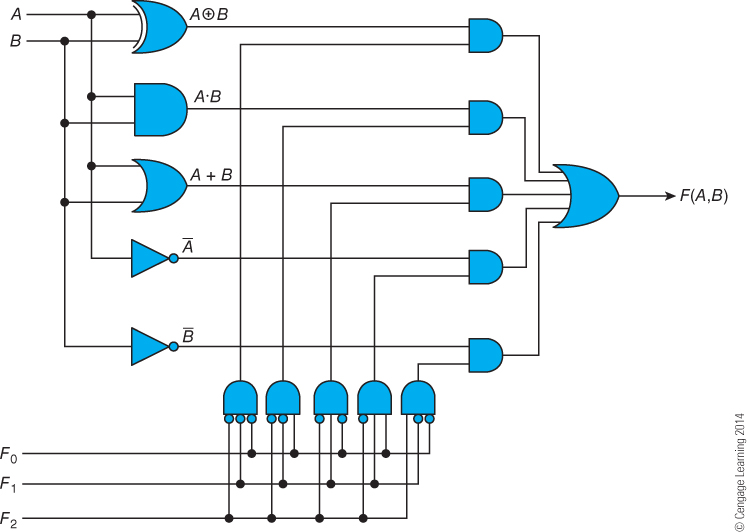 A
B
A⊕B
A·B
A + B
A̅
B̅
F(A,B)
F₀
F₁
F₂
© Cengage Learning 2014